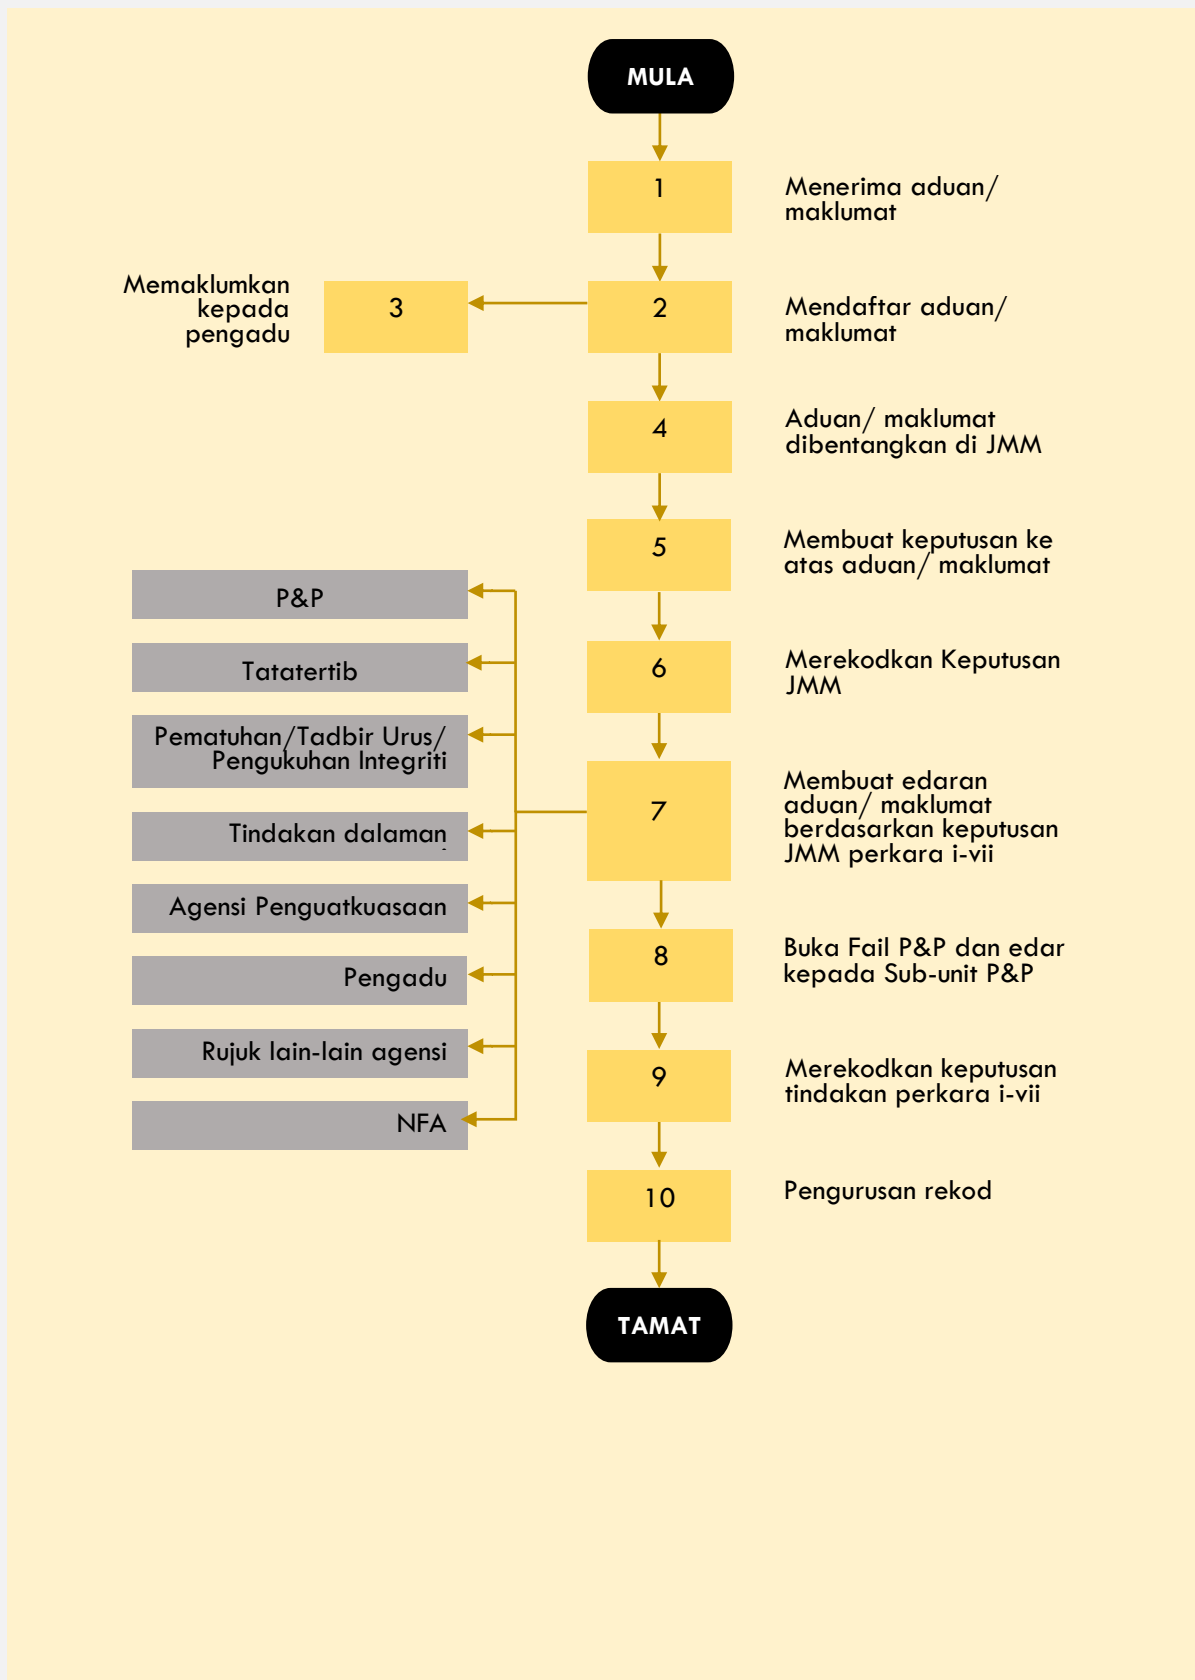 MULA
1
Menerima aduan/
maklumat
Memaklumkan
kepada
pengadu
3
2
Mendaftar aduan/
maklumat
4
Aduan/ maklumat
dibentangkan di JMM
5
Membuat keputusan ke
atas aduan/ maklumat
6
Merekodkan Keputusan
JMM
P&P
Tatatertib
Pematuhan/Tadbir Urus/
Pengukuhan Integriti
Tindakan dalaman
Agensi Penguatkuasaan
Pengadu
Rujuk lain-lain agensi
NFA
7
Membuat edaran
aduan/ maklumat
berdasarkan keputusan
JMM perkara i-vii
8
Buka Fail P&P dan edar
kepada Sub-unit P&P
9
Merekodkan keputusan
tindakan perkara i-vii
10
Pengurusan rekod
TAMAT